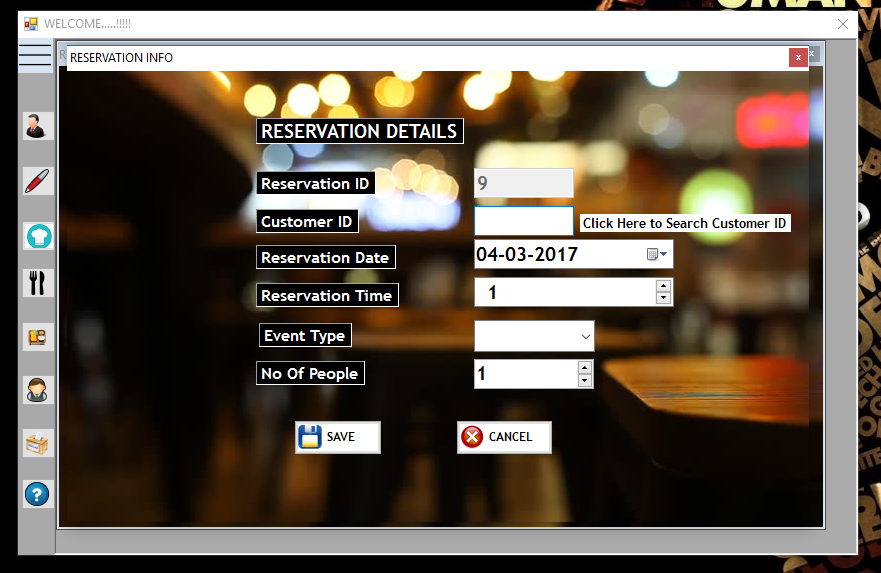 WELCOME.....!!!!!
RESERVATION INFO
RESERVATION DETAILS
Reservation ID 9
Customer ID Click Here to Search Customer ID
Reservation Date 04-03-2017
Reservation Time 1
Event Type
No Of People 1
SAVE CANCEL